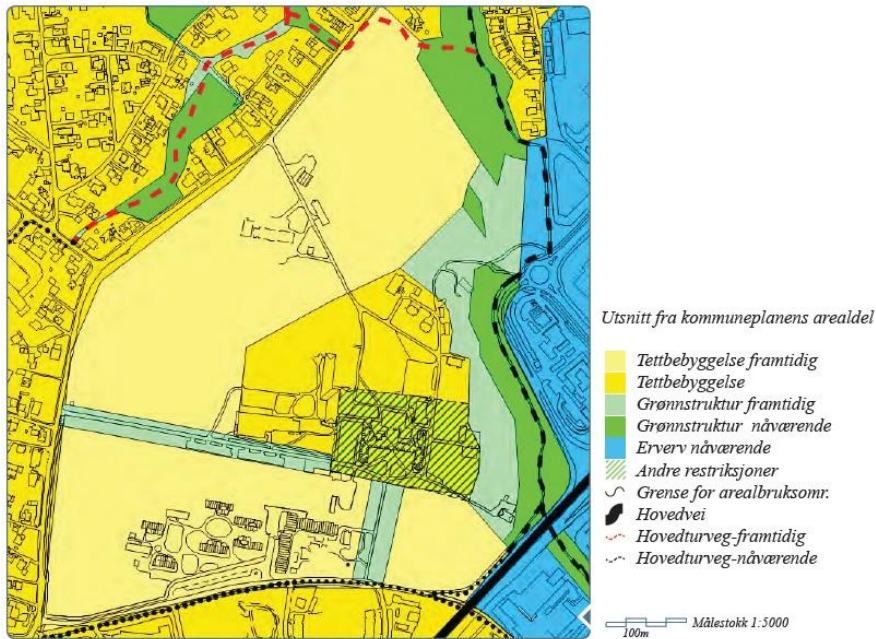 Utsnitt fra kommuneplanens arealdel
Tettbebyggelse framtidig
Tettbebyggelse
Grønnstruktur framtidig
Grønnstruktur nåværende
Erverv nåværende
Andre restriksjoner
Grense for arealbruksomr.
Hovedvei
Hovedturveg-framtidig
Hovedturveg-nåværende
100m
Målestokk 1:5000